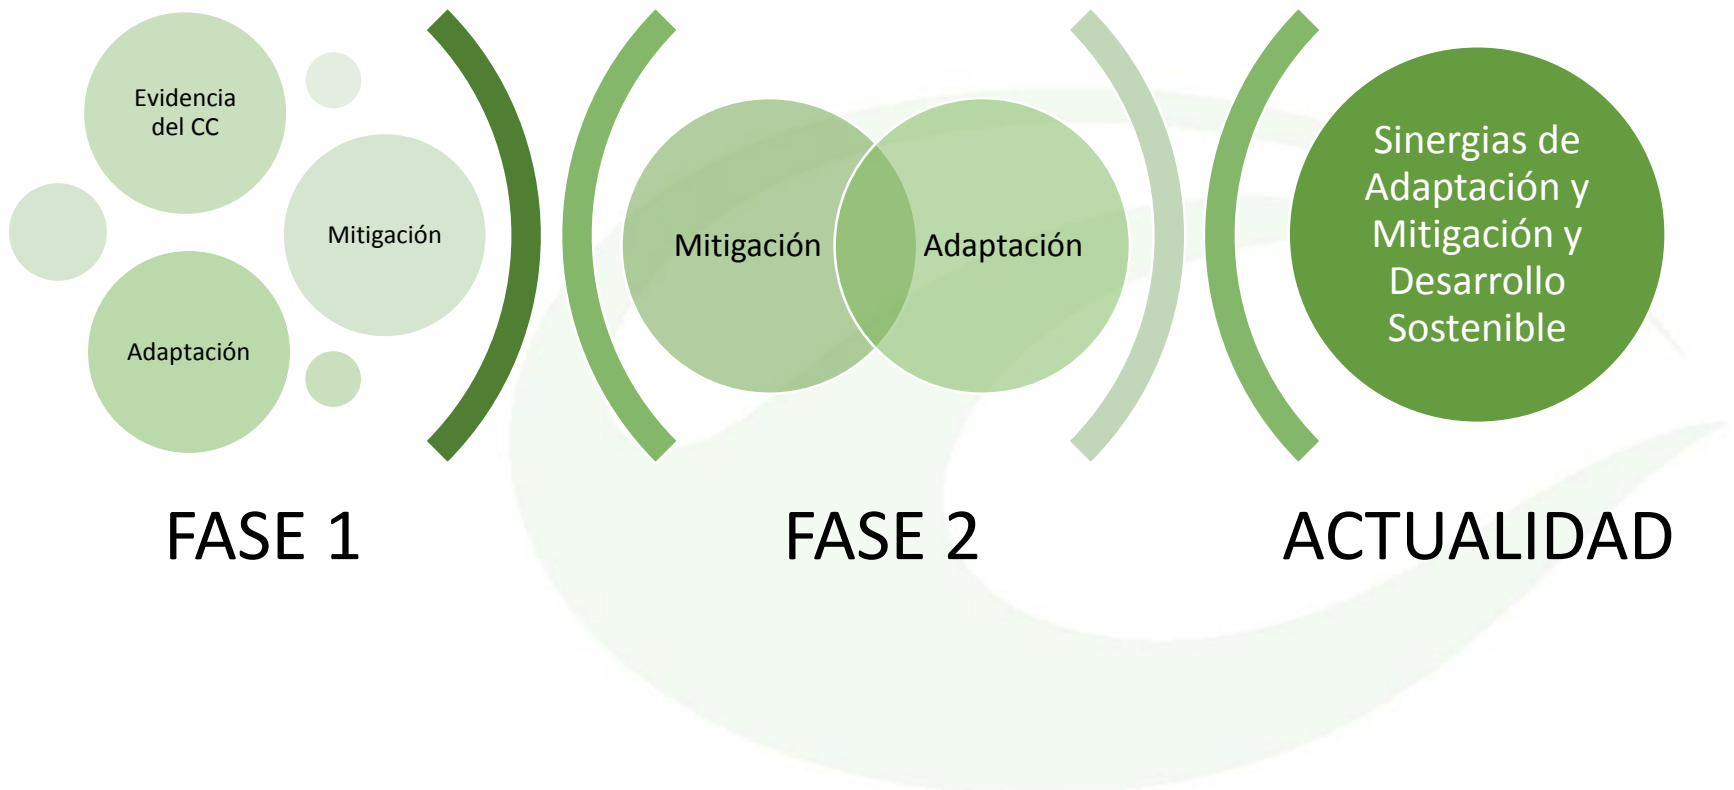 Evidencia
del CC
Mitigación
Adaptación
FASE 1
Mitigación
Adaptación
FASE 2
Sinergias de
Adaptación y
Mitigación y
Desarrollo
Sostenible
ACTUALIDAD